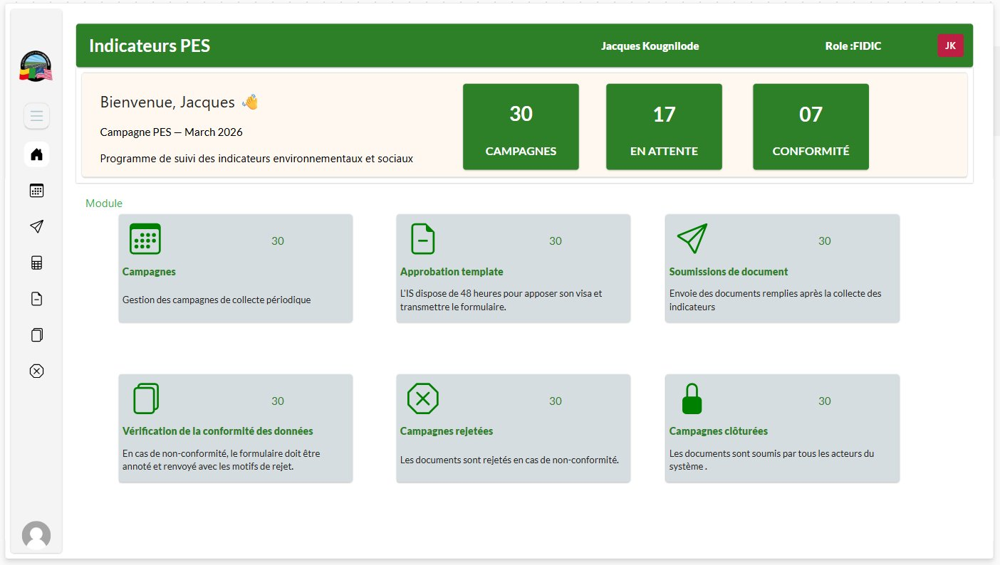 Indicateurs PES
Jacques Kougnilode
Role :FIDIC
JK
Bienvenue, Jacques 👋
Campagne PES — March 2026
Programme de suivi des indicateurs environnementaux et sociaux
30
CAMPAGNES
17
EN ATTENTE
07
CONFORMITÉ
Module
30
Campagnes
Gestion des campagnes de collecte périodique
30
Approbation template
L'IS dispose de 48 heures pour apposer son visa et
transmettre le formulaire.
30
Soumissions de document
Envoie des documents remplies après la collecte des
indicateurs
30
Vérification de la conformité des données
En cas de non-conformité, le formulaire doit être
annoté et renvoyé avec les motifs de rejet.
30
Campagnes rejetées
Les documents sont rejetés en cas de non-conformité.
30
Campagnes clôturées
Les documents sont soumis par tous les acteurs du
système .